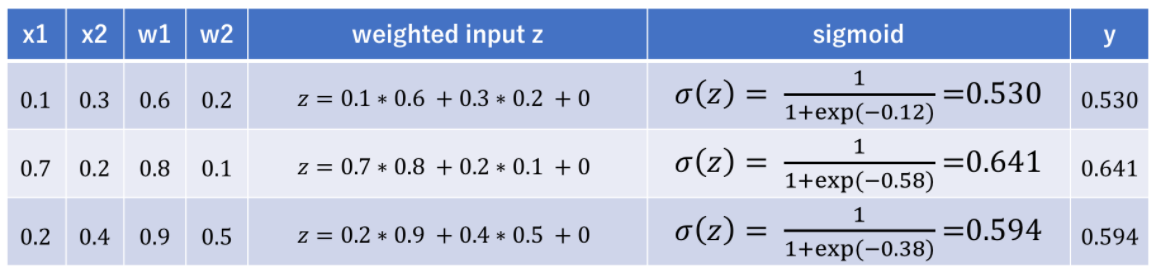 x1 x2 w1 w2 weighted input z sigmoid y
0.1 0.3 0.6 0.2 z = 0.1 * 0.6 + 0.3 * 0.2 + 0 σ(z) = 1/(1+exp(−0.12)) =0.530 0.530
0.7 0.2 0.8 0.1 z = 0.7 * 0.8 + 0.2 * 0.1 + 0 σ(z) = 1/(1+exp(−0.58)) =0.641 0.641
0.2 0.4 0.9 0.5 z = 0.2 * 0.9 + 0.4 * 0.5 + 0 σ(z) = 1/(1+exp(−0.38)) =0.594 0.594